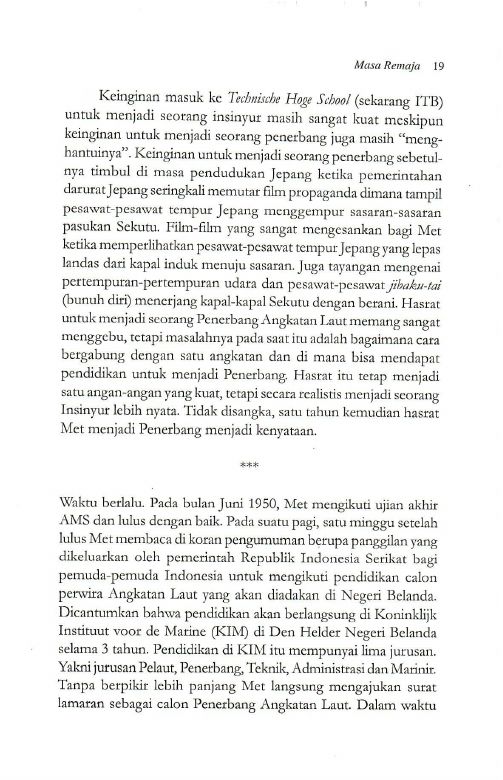 Masa Remaja 19
Keinginan masuk ke Technische Hoge School (sekarang ITB)
untuk menjadi seorang insinyur masih sangat kuat meskipun
keinginan untuk menjadi seorang penerbang juga masih “meng-
hantuinya”. Keinginan untuk menjadi seorang penerbang sebetul-
nya timbul di masa pendudukan Jepang ketika pemerintahan
darurat Jepang seringkali memutar film propaganda dimana tampil
pesawat-pesawat tempur Jepang menggempur sasaran-sasaran
pasukan Sekutu. Film-film yang sangat mengesankan bagi Met
ketika memperlihatkan pesawat-pesawat tempur Jepang yang lepas
landas dari kapal induk menuju sasaran. Juga tayangan mengenai
pertempuran-pertempuran udara dan pesawat-pesawat jibaku-tai
(bunuh diri) menerjang kapal-kapal Sekutu dengan berani. Hasrat
untuk menjadi seorang Penerbang Angkatan Laut memang sangat
menggebu, tetapi masalahnya pada saat itu adalah bagaimana cara
bergabung dengan satu angkatan dan di mana bisa mendapat
pendidikan untuk menjadi Penerbang. Hasrat itu tetap menjadi
satu angan-angan yang kuat, tetapi secara realistis menjadi seorang
Insinyur lebih nyata. Tidak disangka, satu tahun kemudian hasrat
Met menjadi Penerbang menjadi kenyataan.
***
Waktu berlalu. Pada bulan Juni 1950, Met mengikuti ujian akhir
AMS dan lulus dengan baik. Pada suatu pagi, satu minggu setelah
lulus Met membaca di koran pengumuman berupa panggilan yang
dikeluarkan oleh pemerintah Republik Indonesia Serikat bagi
pemuda-pemuda Indonesia untuk mengikuti pendidikan calon
perwira Angkatan Laut yang akan diadakan di Negeri Belanda.
Dicantumkan bahwa pendidikan akan berlangsung di Koninklijk
Instituut voor de Marine (KIM) di Den Helder Negeri Belanda
selama 3 tahun. Pendidikan di KIM itu mempunyai lima jurusan.
Yakni jurusan Pelaut, Penerbang, Teknik, Administrasi dan Marinir.
Tanpa berpikir lebih panjang Met langsung mengajukan surat
lamaran sebagai calon Penerbang Angkatan Laut. Dalam waktu